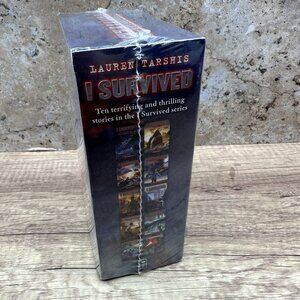 LAUREN TARSHIS
I SURVIVED
Ten terrifying and thrilling
stories in the I Survived series